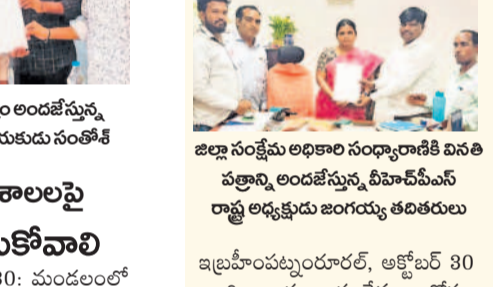 ం అందజేస్తున్న
యకుడు సంతోశ్
శాలలపై
ుకోవాలి
30: మండలంలో
జిల్లా సంక్షేమ అధికారి సంధ్యారాణికి వినతి
పత్రాన్ని అందజేస్తున్న వీహెచ్‌పీఎస్
రాష్ట్ర అధ్యక్షుడు జంగయ్య తదితరులు
ఇబ్రహీంపట్నంరూరల్, అక్టోబర్ 30